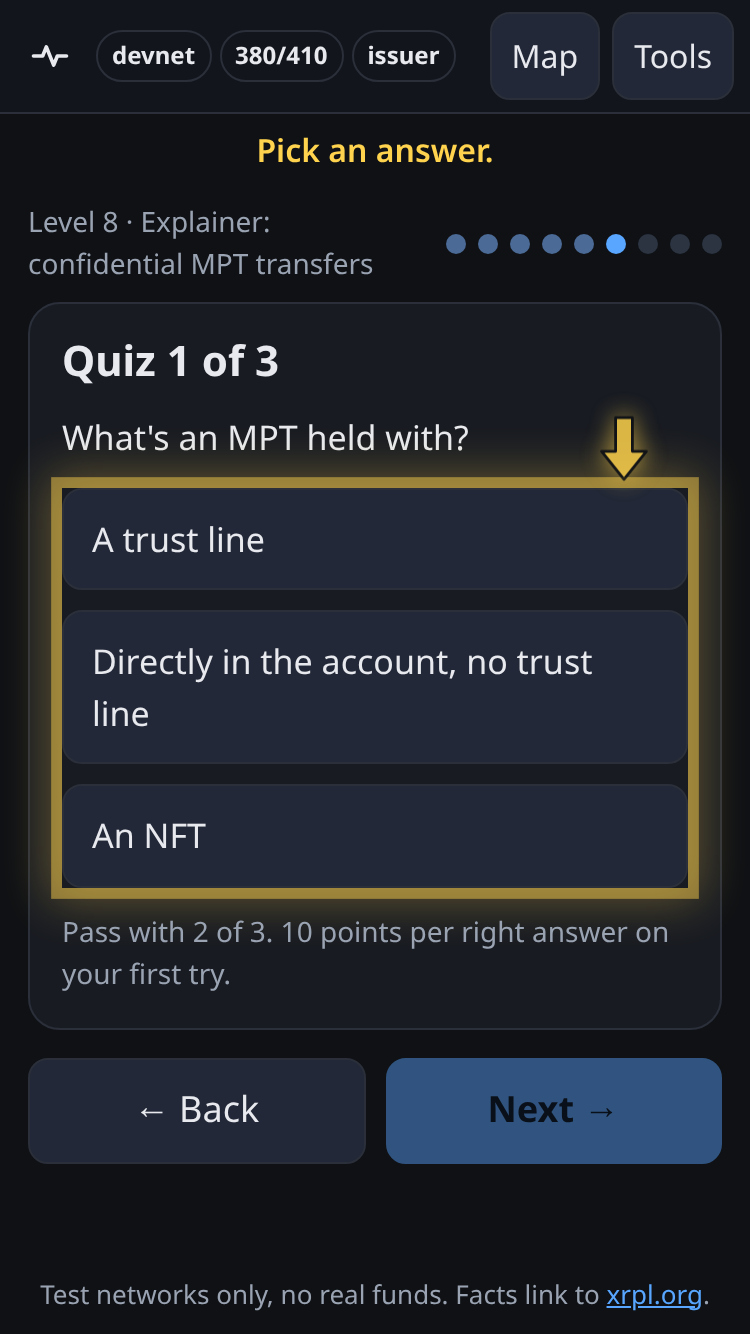 devnet 380/410 issuer Map Tools
Pick an answer.
Level 8 · Explainer:
confidential MPT transfers
Quiz 1 of 3
What's an MPT held with?
A trust line
Directly in the account, no trust
line
An NFT
Pass with 2 of 3. 10 points per right answer on
your first try.
← Back Next →
Test networks only, no real funds. Facts link to xrpl.org.